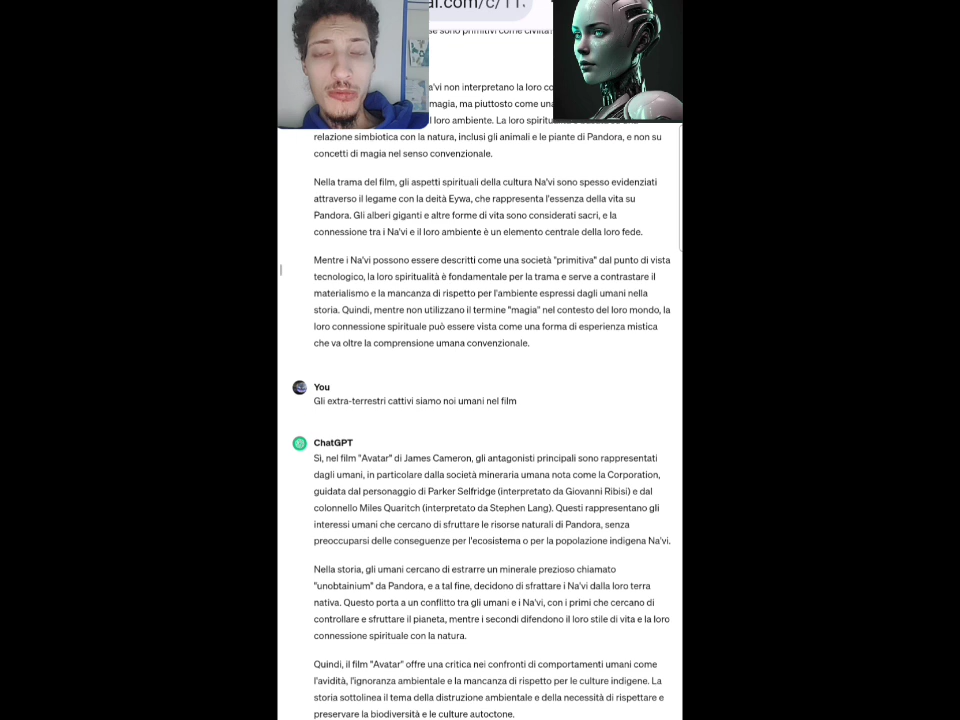 ai.com/c/11
se sono primitivi come civiltà?
a'vi non interpretano la loro co
magia, ma piuttosto come una
l loro ambiente. La loro
relazione simbiotica con la natura, inclusi gli animali e le piante di Pandora, e non su
concetti di magia nel senso convenzionale.
Nella trama del film, gli aspetti spirituali della cultura Na'vi sono spesso evidenziati
attraverso il legame con la deità Eywa, che rappresenta l'essenza della vita su
Pandora. Gli alberi giganti e altre forme di vita sono considerati sacri, e la
connessione tra i Na'vi e il loro ambiente è un elemento centrale della loro fede.
Mentre i Na'vi possono essere descritti come una società "primitiva" dal punto di vista
tecnologico, la loro spiritualità è fondamentale per la trama e serve a contrastare il
materialismo e la mancanza di rispetto per l'ambiente espressi dagli umani nella
storia. Quindi, mentre non utilizzano il termine "magia" nel contesto del loro mondo, la
loro connessione spirituale può essere vista come una forma di esperienza mistica
che va oltre la comprensione umana convenzionale.
You
Gli extra-terrestri cattivi siamo noi umani nel film
ChatGPT
Sì, nel film "Avatar" di James Cameron, gli antagonisti principali sono rappresentati
dagli umani, in particolare dalla società mineraria umana nota come la Corporation,
guidata dal personaggio di Parker Selfridge (interpretato da Giovanni Ribisi) e dal
colonnello Miles Quaritch (interpretato da Stephen Lang). Questi rappresentano gli
interessi umani che cercano di sfruttare le risorse naturali di Pandora, senza
preoccuparsi delle conseguenze per l'ecosistema o per la popolazione indigena Na'vi.
Nella storia, gli umani cercano di estrarre un minerale prezioso chiamato
"unobtainium" da Pandora, e a tal fine, decidono di sfrattare i Na'vi dalla loro terra
nativa. Questo porta a un conflitto tra gli umani e i Na'vi, con i primi che cercano di
controllare e sfruttare il pianeta, mentre i secondi difendono il loro stile di vita e la loro
connessione spirituale con la natura.
Quindi, il film "Avatar" offre una critica nei confronti di comportamenti umani come
l'avidità, l'ignoranza ambientale e la mancanza di rispetto per le culture indigene. La
storia sottolinea il tema della distruzione ambientale e della necessità di rispettare e
preservare la biodiversità e le culture autoctone.